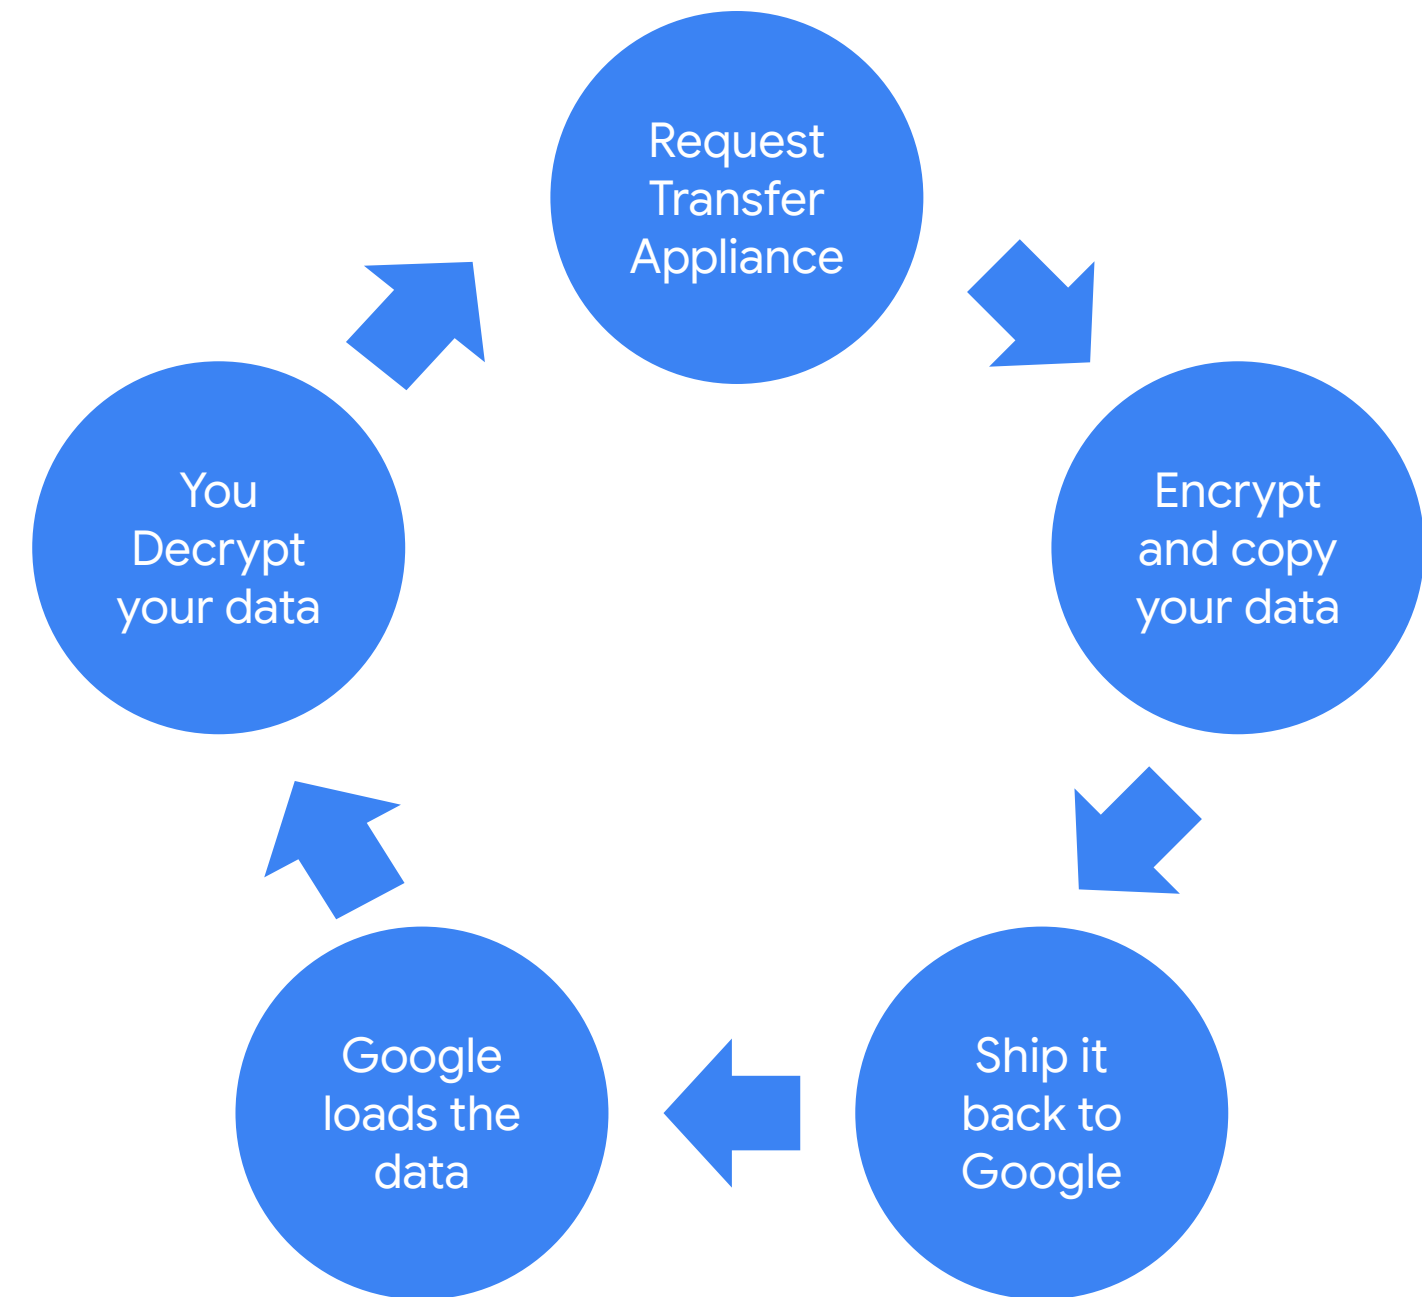 Request
Transfer
Appliance
Encrypt
and copy
your data
Ship it
back to
Google
Google
loads the
data
You
Decrypt
your data